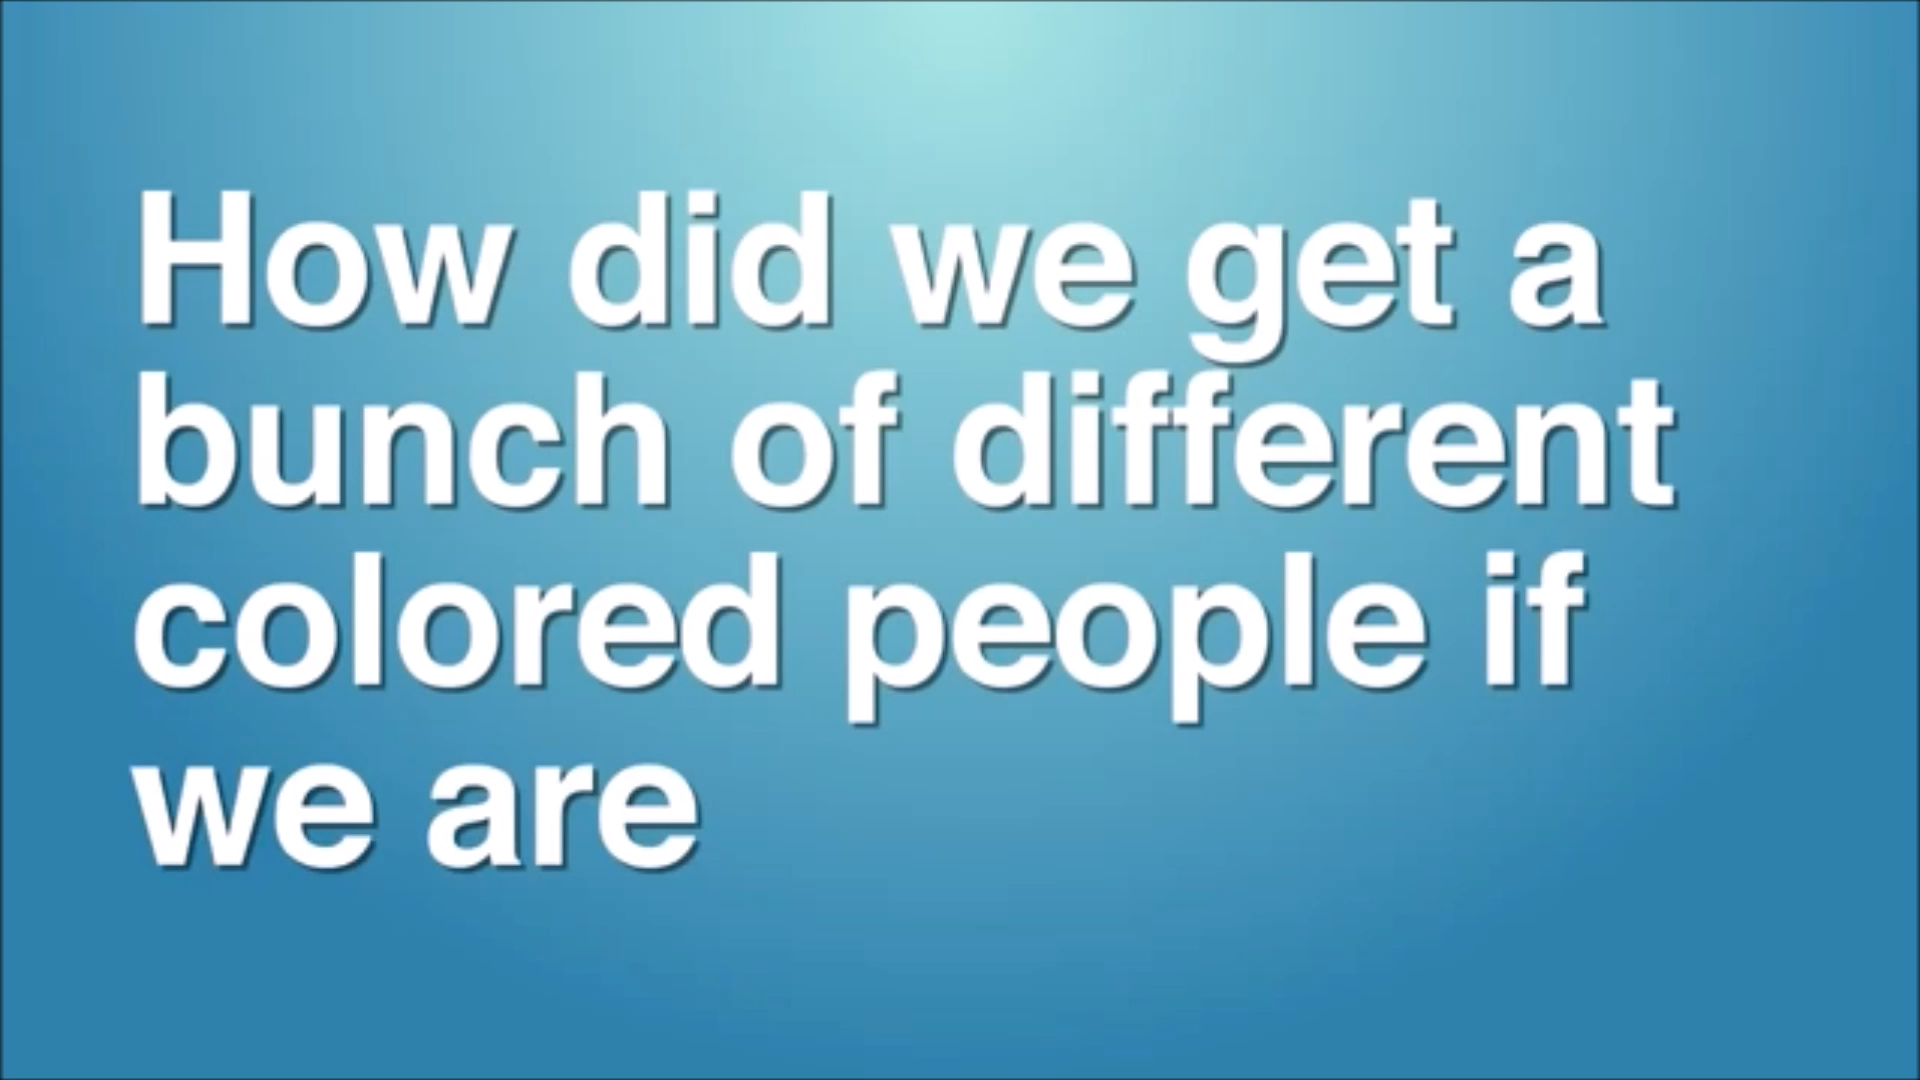 How did we get a
bunch of different
colored people if
we are